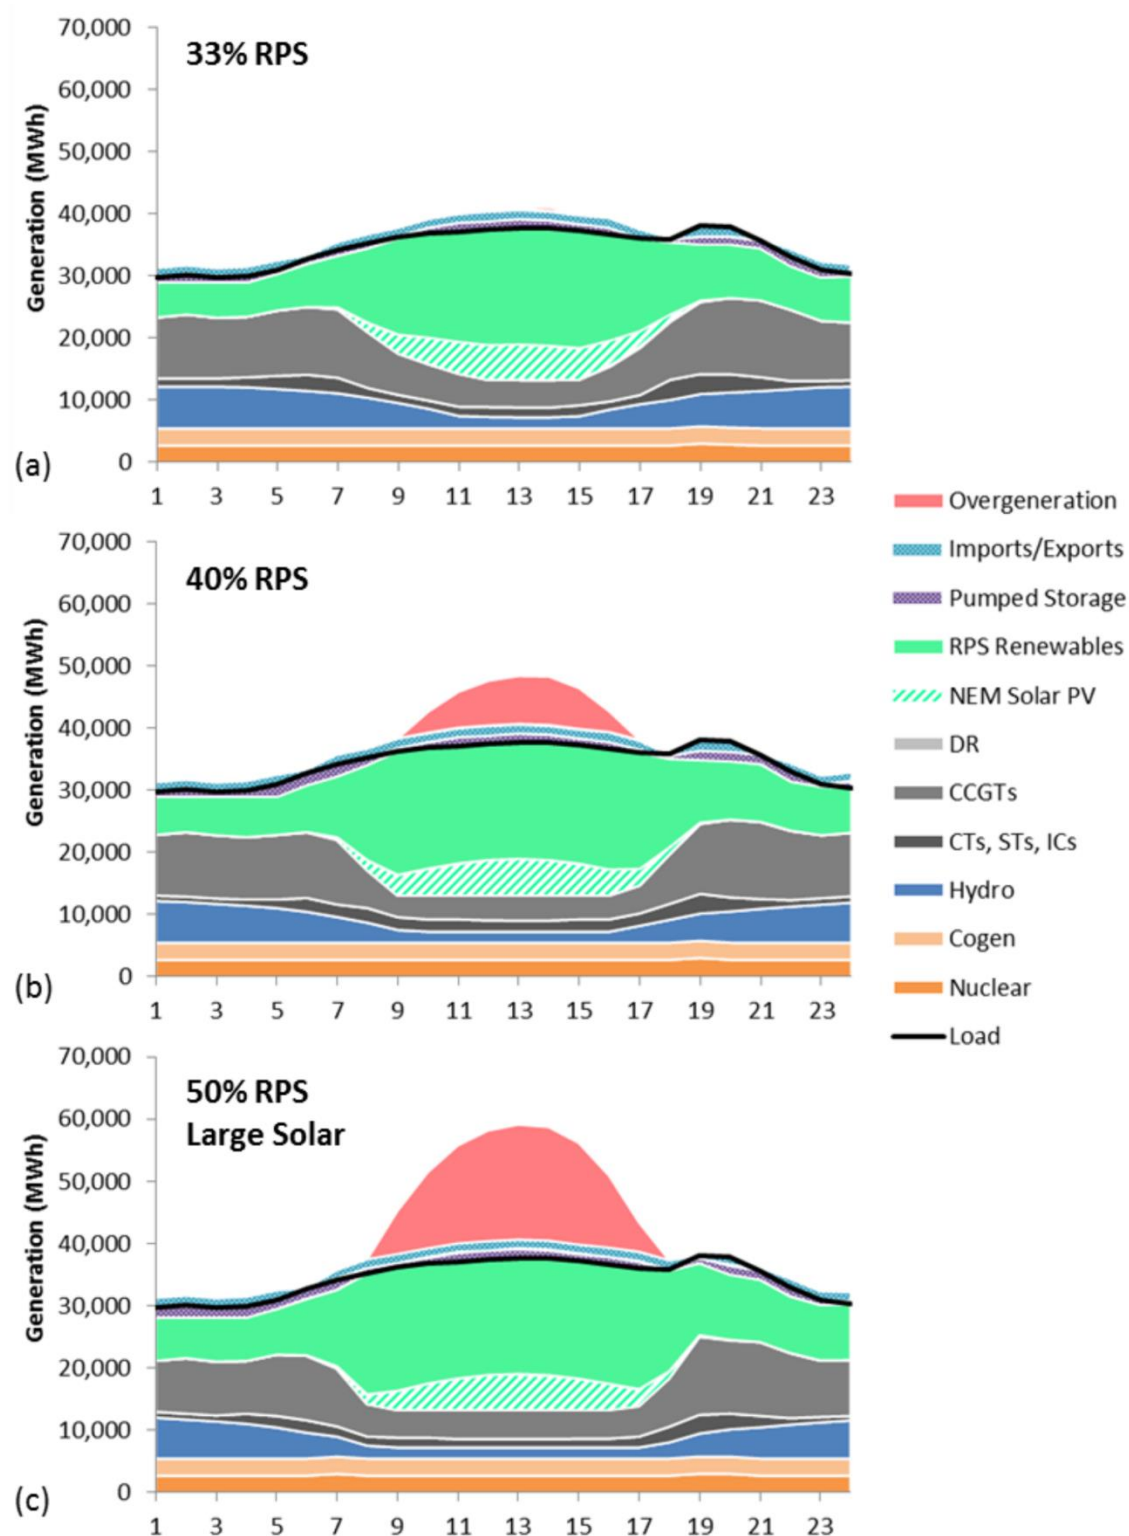 70,000
60,000
50,000
40,000
30,000
20,000
10,000
0
Generation (MWh)
33% RPS
(a)
1 3 5 7 9 11 13 15 17 19 21 23
70,000
60,000
50,000
40,000
30,000
20,000
10,000
0
Generation (MWh)
40% RPS
(b)
1 3 5 7 9 11 13 15 17 19 21 23
70,000
60,000
50,000
40,000
30,000
20,000
10,000
0
Generation (MWh)
50% RPS
Large Solar
(c)
1 3 5 7 9 11 13 15 17 19 21 23
Overgeneration
Imports/Exports
Pumped Storage
RPS Renewables
NEM Solar PV
DR
CCGTs
CTs, STs, ICs
Hydro
Cogen
Nuclear
Load